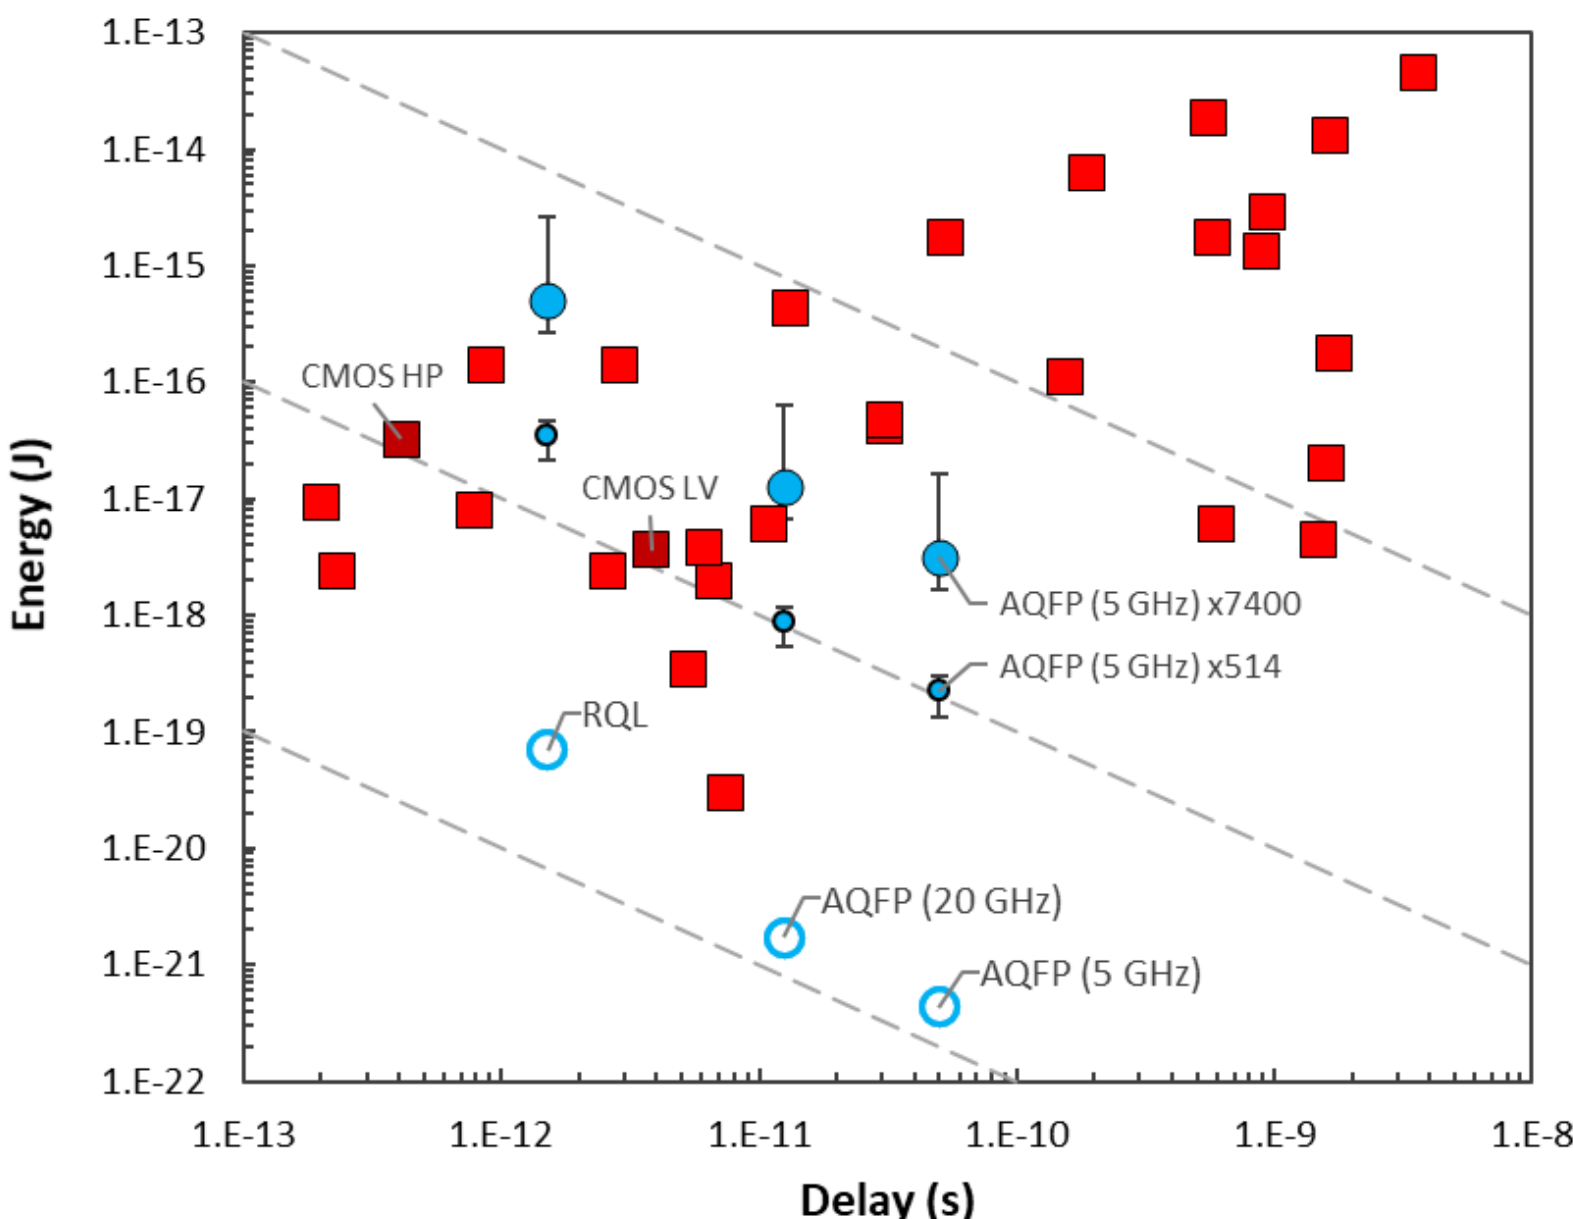 1.E-13
1.E-14
1.E-15
1.E-16
1.E-17
1.E-18
1.E-19
1.E-20
1.E-21
1.E-22
Energy (J)
CMOS HP
CMOS LV
AQFP (5 GHz) x7400
AQFP (5 GHz) x514
RQL
AQFP (20 GHz)
AQFP (5 GHz)
1.E-13 1.E-12 1.E-11 1.E-10 1.E-9 1.E-8
Delay (s)